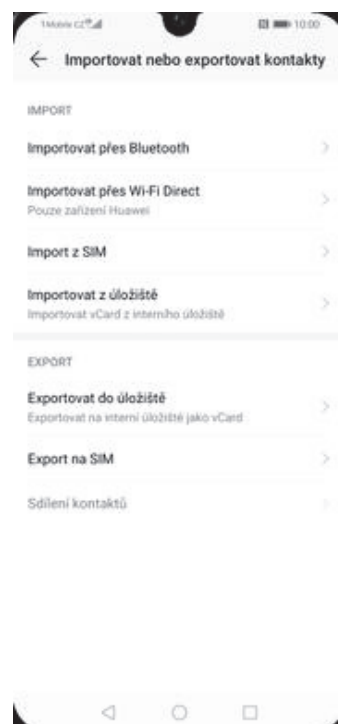 T-Mobile CZ 10:00
Importovat nebo exportovat kontakty
IMPORT
Importovat přes Bluetooth
Importovat přes Wi-Fi Direct
Pouze zařízení Huawei
Import z SIM
Importovat z úložiště
Importovat vCard z interního úložiště
EXPORT
Exportovat do úložiště
Exportovat na interní úložiště jako vCard
Export na SIM
Sdílení kontaktů